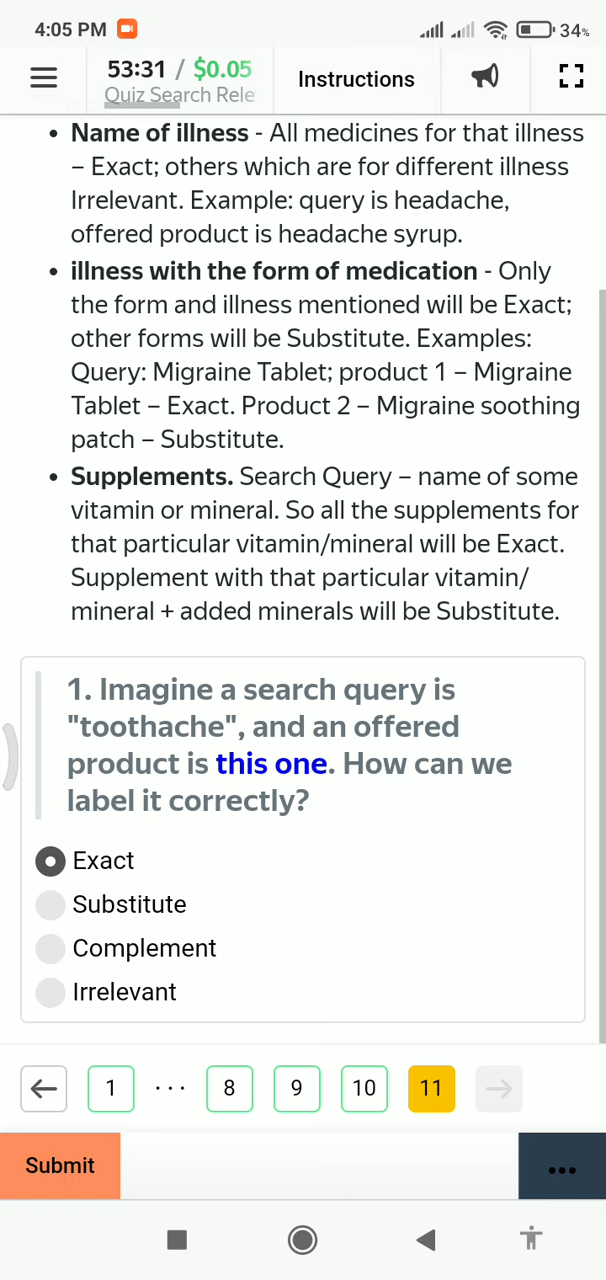 4:05 PM
34%
53:31 / $0.05
Quiz Search Rele
Instructions
• Name of illness - All medicines for that illness
– Exact; others which are for different illness
Irrelevant. Example: query is headache,
offered product is headache syrup.
• illness with the form of medication - Only
the form and illness mentioned will be Exact;
other forms will be Substitute. Examples:
Query: Migraine Tablet; product 1 – Migraine
Tablet – Exact. Product 2 – Migraine soothing
patch – Substitute.
• Supplements. Search Query – name of some
vitamin or mineral. So all the supplements for
that particular vitamin/mineral will be Exact.
Supplement with that particular vitamin/
mineral + added minerals will be Substitute.
1. Imagine a search query is
"toothache", and an offered
product is this one. How can we
label it correctly?
Exact
Substitute
Complement
Irrelevant
1 ... 8 9 10 11
Submit
...